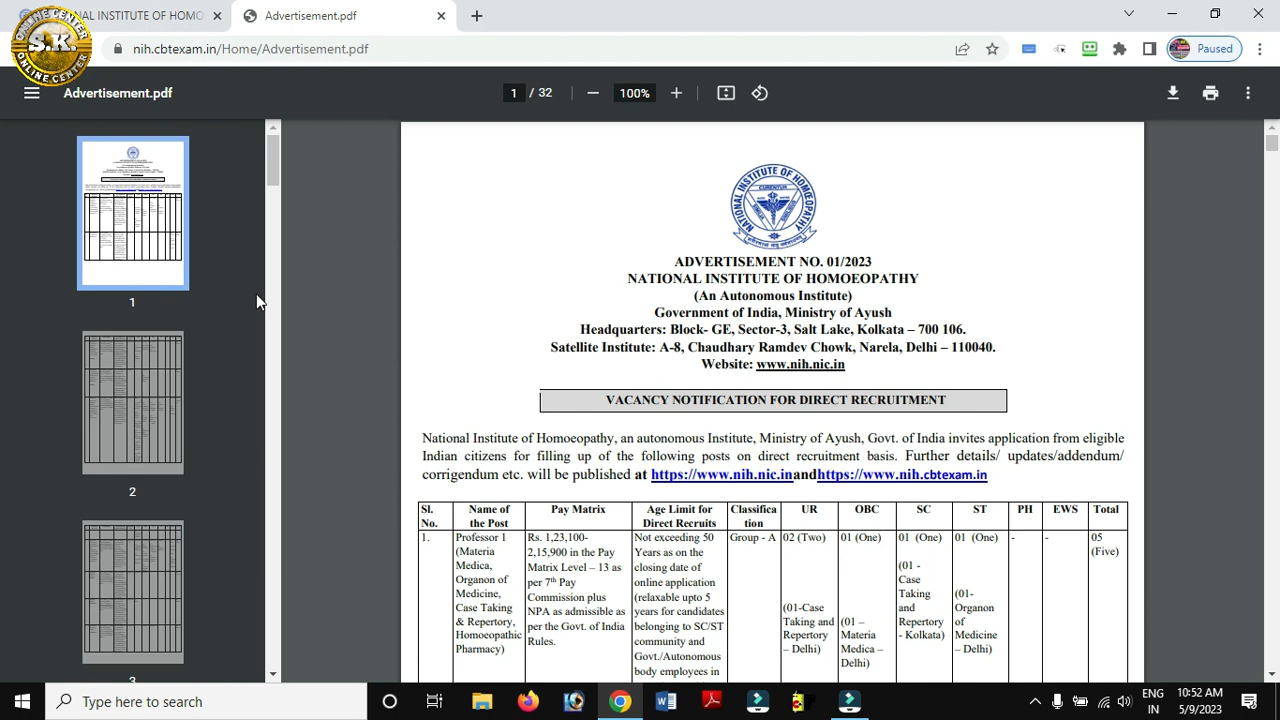 L INSTITUTE OF HOMO
Advertisement.pdf
ONLINE CENTER
S.K.
ONLINE CENTER
nih.cbtexam.in/Home/Advertisement.pdf
Paused
Advertisement.pdf
1 / 32
100%
1
2
3
NATIONAL INSTITUTE OF HOMOEOPATHY
ADVERTISEMENT NO. 01/2023
NATIONAL INSTITUTE OF HOMOEOPATHY
(An Autonomous Institute)
Government of India, Ministry of Ayush
Headquarters: Block- GE, Sector-3, Salt Lake, Kolkata – 700 106.
Satellite Institute: A-8, Chaudhary Ramdev Chowk, Narela, Delhi – 110040.
Website: www.nih.nic.in
VACANCY NOTIFICATION FOR DIRECT RECRUITMENT
National Institute of Homoeopathy, an autonomous Institute, Ministry of Ayush, Govt. of India invites application from eligible
Indian citizens for filling up of the following posts on direct recruitment basis. Further details/ updates/addendum/
corrigendum etc. will be published at https://www.nih.nic.inandhttps://www.nih.cbtexam.in
Sl. No. Name of the Post Pay Matrix Age Limit for Direct Recruits Classifica tion UR OBC SC ST PH EWS Total
1.
Professor 1
(Materia
Medica,
Organon of
Medicine,
Case Taking
& Repertory,
Homoeopathic
Pharmacy)
Rs. 1,23,100-
2,15,900 in the Pay
Matrix Level – 13 as
per 7th Pay
Commission plus
NPA as admissible as
per the Govt. of India
Rules.
Not exceeding 50
Years as on the
closing date of
online application
(relaxable upto 5
years for candidates
belonging to SC/ST
community and
Govt./Autonomous
body employees in
Group - A
02 (Two)
(01-Case
Taking and
Repertory
– Delhi)
01 (One)
(01 –
Materia
Medica –
Delhi)
01 (One)
(01 -
Case
Taking
and
Repertory
- Kolkata)
01 (One)
(01-
Organon
of
Medicine
– Delhi)
-
-
05
(Five)
Type here to search
ENG
IN
10:52 AM
5/9/2023